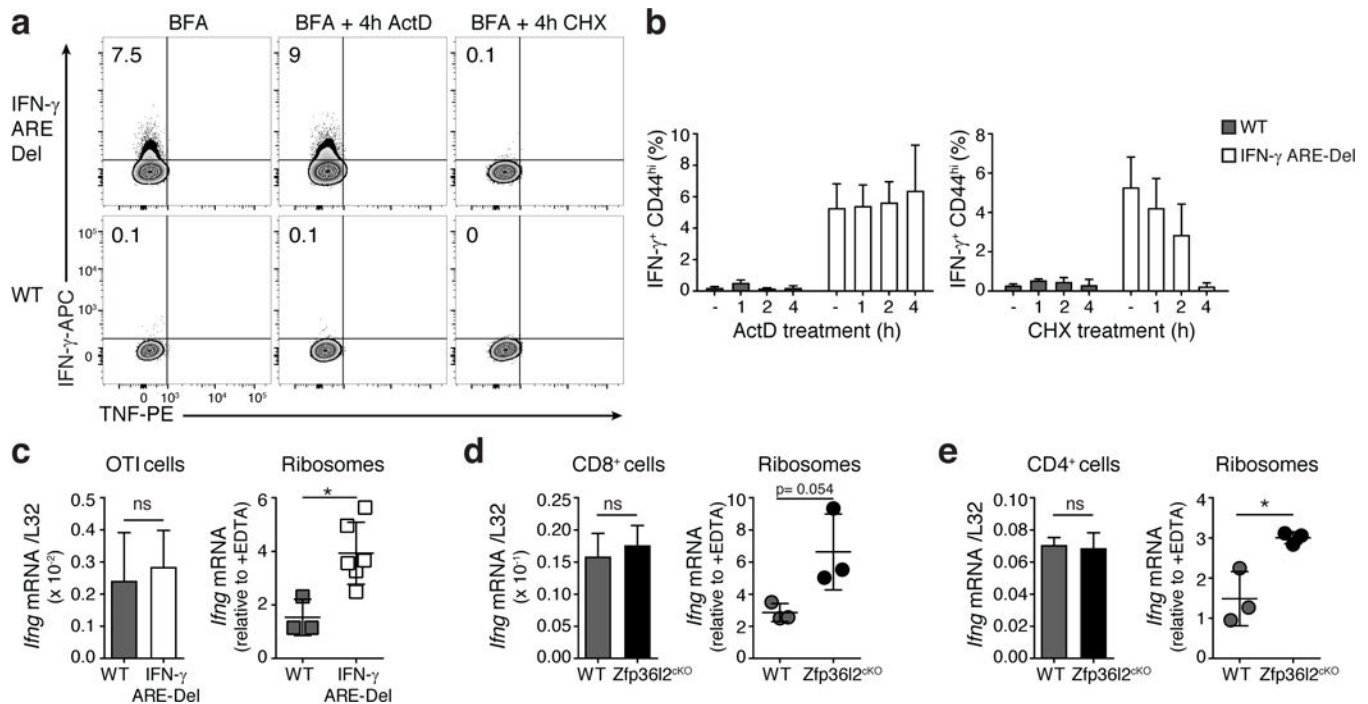 a
BFA
BFA + 4h ActD
BFA + 4h CHX
IFN-γ
ARE
Del
7.5
9
0.1
WT
0.1
0.1
0
10⁵
10⁴
10³
0
IFN-γ-APC
0 10³ 10⁴ 10⁵
TNF-PE
b
IFN-γ⁺ CD44ʰⁱ (%)
10
8
6
4
2
0
- 1 2 4 - 1 2 4
ActD treatment (h)
IFN-γ⁺ CD44ʰⁱ (%)
8
6
4
2
0
- 1 2 4 - 1 2 4
CHX treatment (h)
WT
IFN-γ ARE-Del
c
OTI cells
Ifng mRNA /L32
(x 10⁻²)
0.5
0.4
0.3
0.2
0.1
0.0
ns
WT IFN-γ
ARE-Del
Ribosomes
Ifng mRNA
(relative to +EDTA)
6
4
2
0
*
WT IFN-γ
ARE-Del
d
CD8⁺ cells
Ifng mRNA /L32
(x 10⁻¹)
0.25
0.20
0.15
0.10
0.05
0.00
ns
WT Zfp36l2ᶜᴷᴼ
Ribosomes
Ifng mRNA
(relative to +EDTA)
10
8
6
4
2
0
p= 0.054
WT Zfp36l2ᶜᴷᴼ
e
CD4⁺ cells
Ifng mRNA /L32
0.10
0.08
0.06
0.04
0.02
0.00
ns
WT Zfp36l2ᶜᴷᴼ
Ribosomes
Ifng mRNA
(relative to +EDTA)
4
3
2
1
0
*
WT Zfp36l2ᶜᴷᴼ